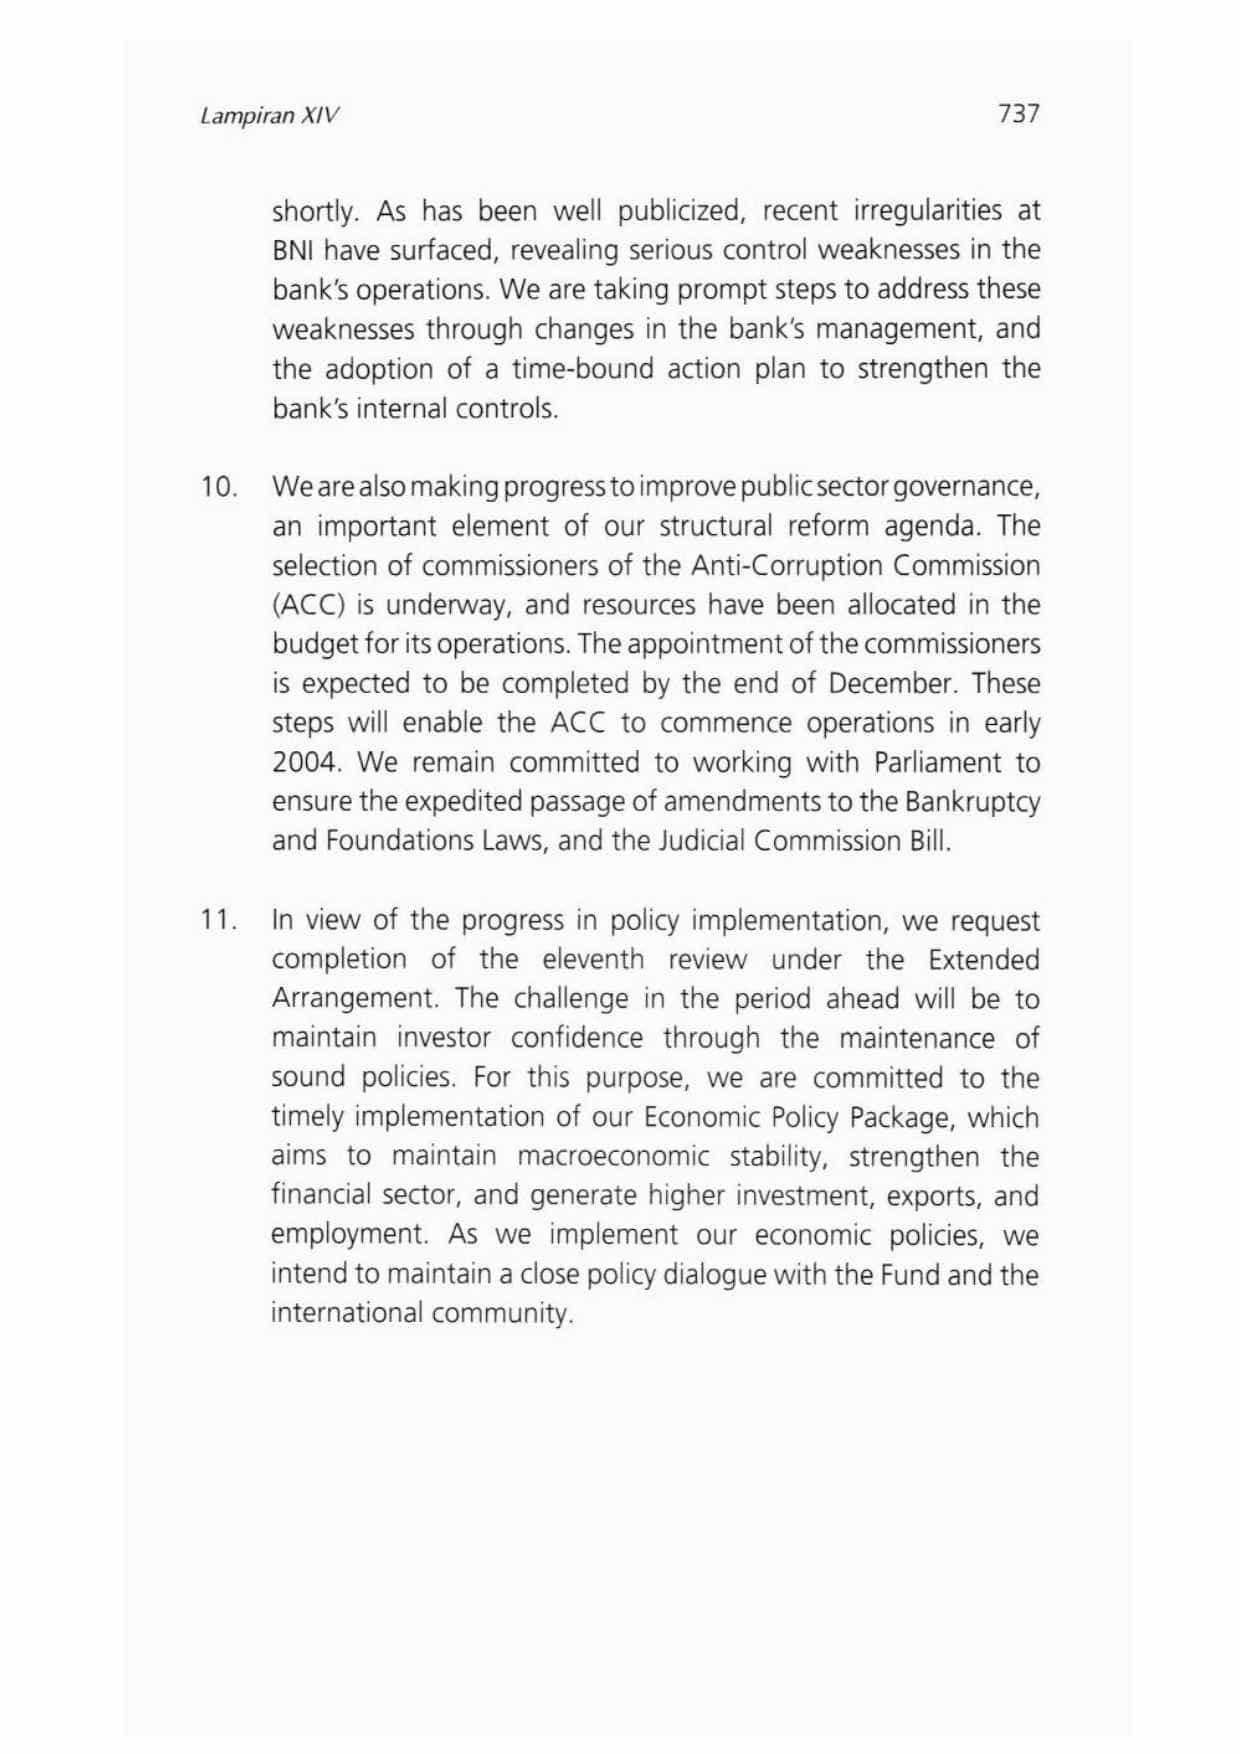 Lampiran XIV 737
shortly. As has been well publicized, recent irregularities at
BNI have surfaced, revealing serious control weaknesses in the
bank's operations. We are taking prompt steps to address these
weaknesses through changes in the bank's management, and
the adoption of a time-bound action plan to strengthen the
bank's internal controls.
10. We are also making progress to improve public sector governance,
an important element of our structural reform agenda. The
selection of commissioners of the Anti-Corruption Commission
(ACC) is underway, and resources have been allocated in the
budget for its operations. The appointment of the commissioners
is expected to be completed by the end of December. These
steps will enable the ACC to commence operations in early
2004. We remain committed to working with Parliament to
ensure the expedited passage of amendments to the Bankruptcy
and Foundations Laws, and the Judicial Commission Bill.
11. In view of the progress in policy implementation, we request
completion of the eleventh review under the Extended
Arrangement. The challenge in the period ahead will be to
maintain investor confidence through the maintenance of
sound policies. For this purpose, we are committed to the
timely implementation of our Economic Policy Package, which
aims to maintain macroeconomic stability, strengthen the
financial sector, and generate higher investment, exports, and
employment. As we implement our economic policies, we
intend to maintain a close policy dialogue with the Fund and the
international community.